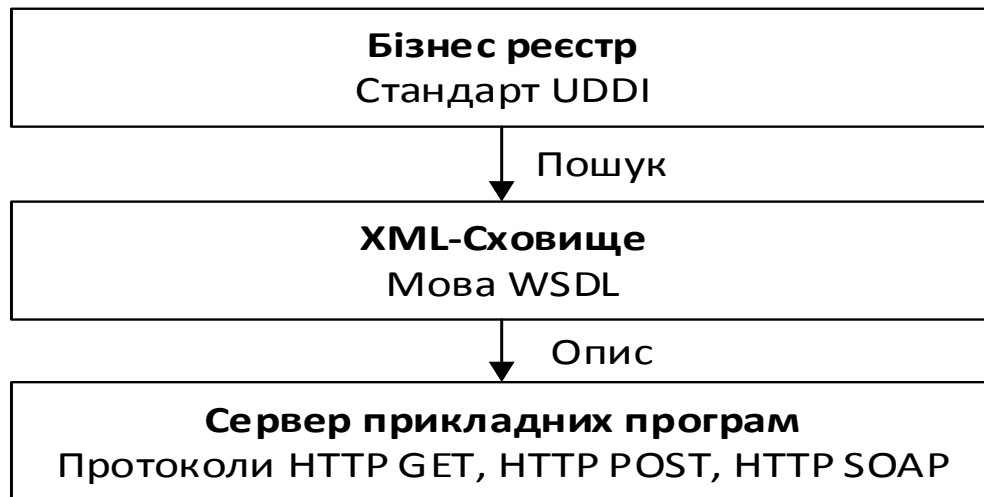 Бізнес реєстр
Стандарт UDDI
Пошук
XML-Сховище
Мова WSDL
Опис
Сервер прикладних програм
Протоколи HTTP GET, HTTP POST, HTTP SOAP